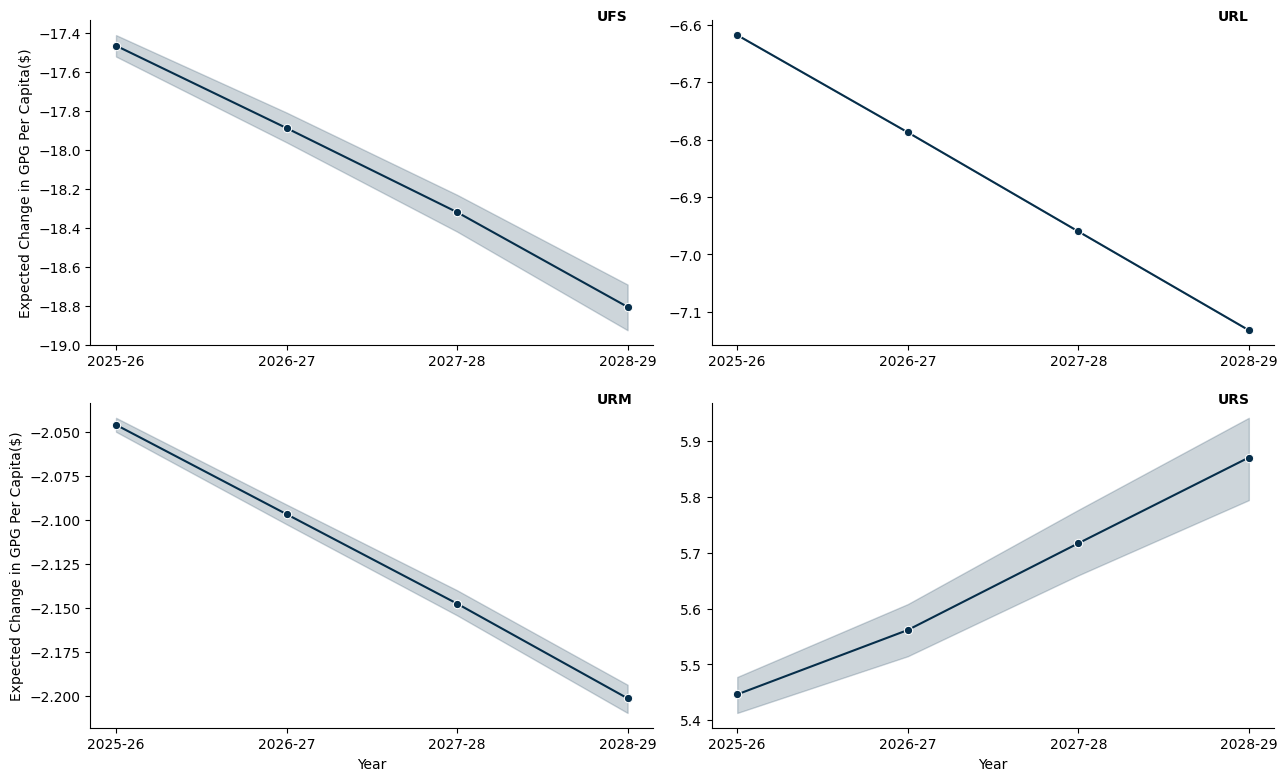 UFS
Expected Change in GPG Per Capita($)
−17.4
−17.6
−17.8
−18.0
−18.2
−18.4
−18.6
−18.8
−19.0
2025-26 2026-27 2027-28 2028-29
URL
−6.6
−6.7
−6.8
−6.9
−7.0
−7.1
2025-26 2026-27 2027-28 2028-29
URM
Expected Change in GPG Per Capita($)
−2.050
−2.075
−2.100
−2.125
−2.150
−2.175
−2.200
2025-26 2026-27 2027-28 2028-29
Year
URS
5.9
5.8
5.7
5.6
5.5
5.4
2025-26 2026-27 2027-28 2028-29
Year